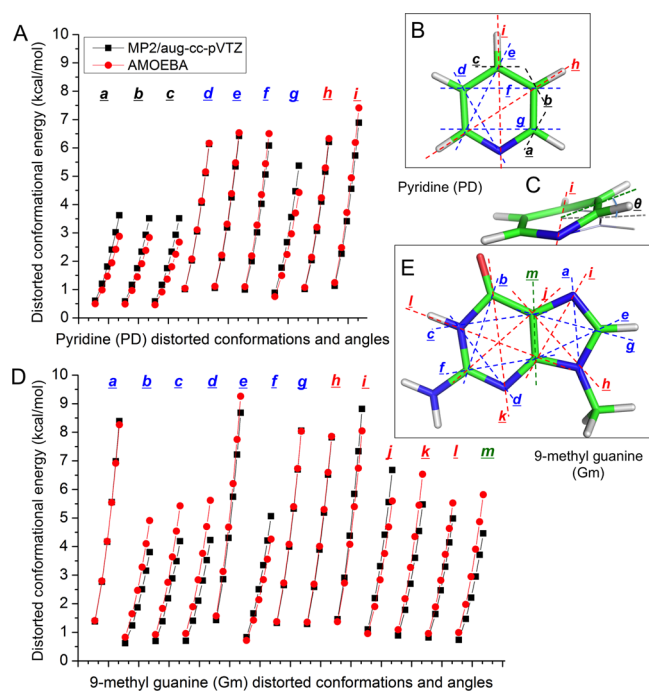 A
Distorted conformational energy (kcal/mol)
10
9
8
7
6
5
4
3
2
1
0
MP2/aug-cc-pVTZ
AMOEBA
a b c d e f g h i
Pyridine (PD) distorted conformations and angles
B
i
e
d
c
h
f
b
g
a
Pyridine (PD)
C
i
θ
D
Distorted conformational energy (kcal/mol)
10
9
8
7
6
5
4
3
2
1
0
a b c d e f g h i
j k l m
9-methyl guanine (Gm) distorted conformations and angles
E
b
m
a
i
l
j
c
e
g
f
h
d
k
9-methyl guanine
(Gm)